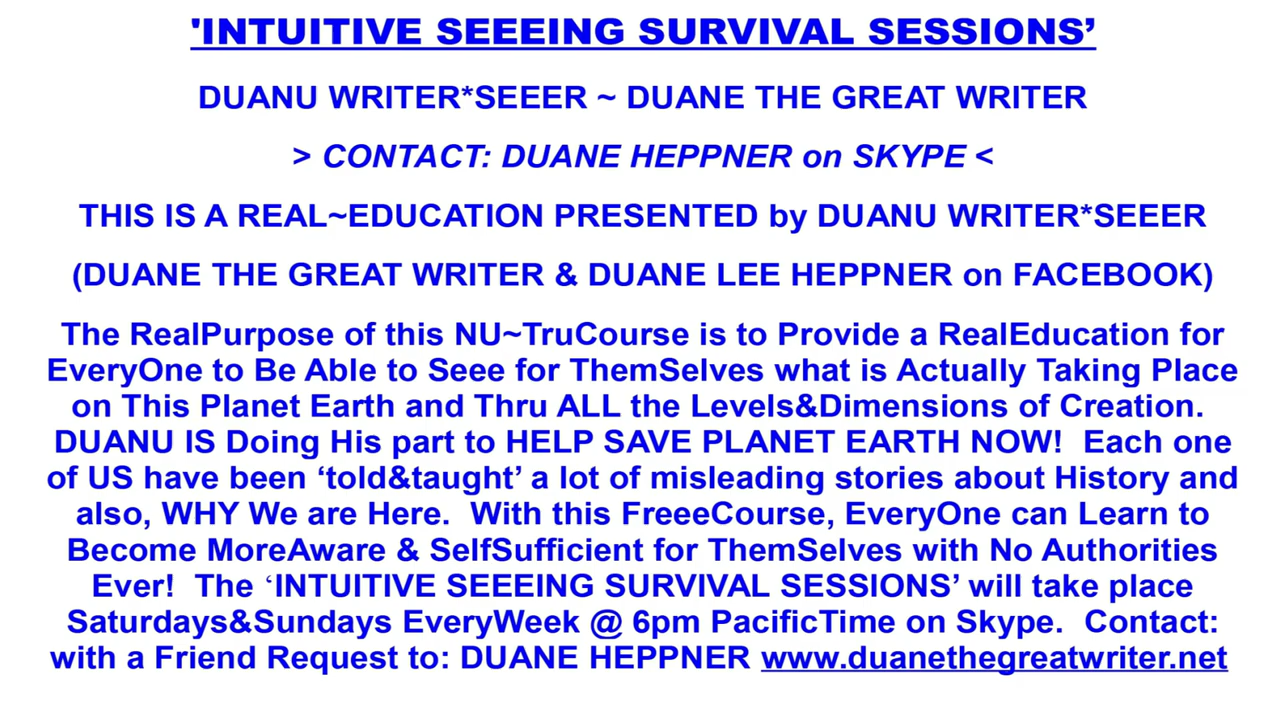 'INTUITIVE SEEEING SURVIVAL SESSIONS’
DUANU WRITER*SEEER ~ DUANE THE GREAT WRITER
> CONTACT: DUANE HEPPNER on SKYPE <
THIS IS A REAL~EDUCATION PRESENTED by DUANU WRITER*SEEER
(DUANE THE GREAT WRITER & DUANE LEE HEPPNER on FACEBOOK)
The RealPurpose of this NU~TruCourse is to Provide a RealEducation for
EveryOne to Be Able to Seee for ThemSelves what is Actually Taking Place
on This Planet Earth and Thru ALL the Levels&Dimensions of Creation.
DUANU IS Doing His part to HELP SAVE PLANET EARTH NOW!  Each one
of US have been ‘told&taught’ a lot of misleading stories about History and
also, WHY We are Here.  With this FreeeCourse, EveryOne can Learn to
Become MoreAware & SelfSufficient for ThemSelves with No Authorities
Ever!  The ‘INTUITIVE SEEEING SURVIVAL SESSIONS’ will take place
Saturdays&Sundays EveryWeek @ 6pm PacificTime on Skype.  Contact:
with a Friend Request to: DUANE HEPPNER www.duanethegreatwriter.net